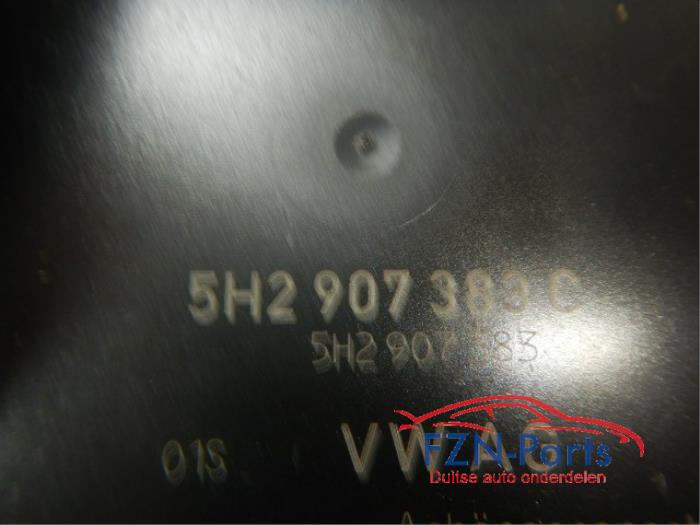 5H2 907 383 C
5H2 907 383
01S VW AG
FZN-Parts
Duitse auto onderdelen